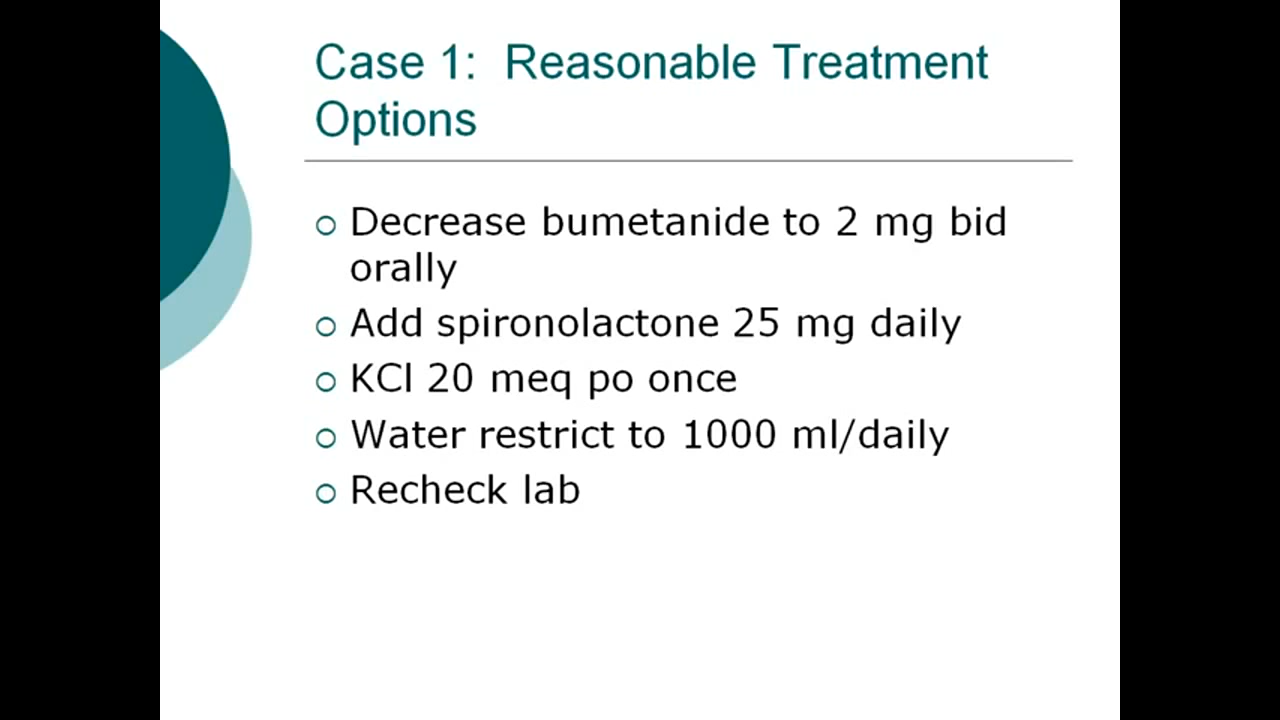 Case 1: Reasonable Treatment
Options
Decrease bumetanide to 2 mg bid
orally
Add spironolactone 25 mg daily
KCl 20 meq po once
Water restrict to 1000 ml/daily
Recheck lab